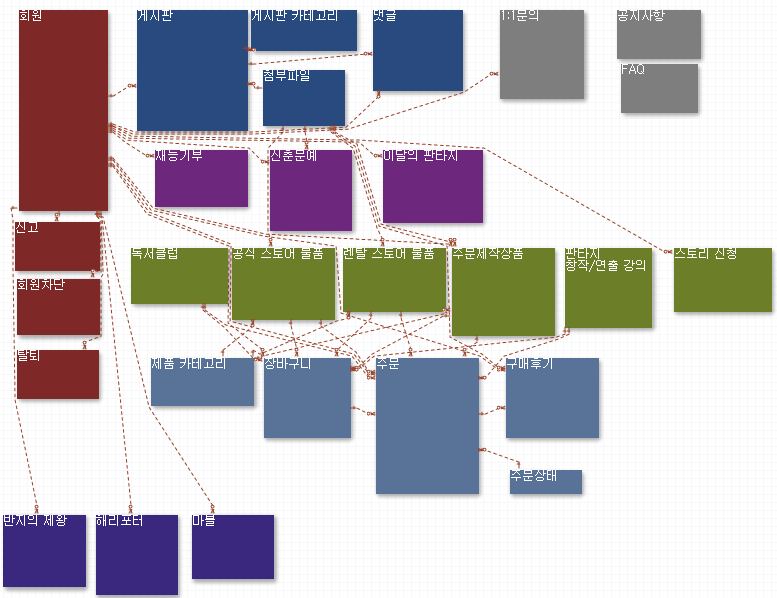 회원
게시판
게시판 카테고리
댓글
1:1문의
공지사항
첨부파일
FAQ
재능기부
신춘문예
이달의 판타지
신고
회원차단
탈퇴
독서클럽
공식 스토어 물품
렌탈 스토어 물품
주문제작상품
판타지
창작/연출 강의
스토리 신청
제품 카테고리
장바구니
주문
구매후기
주문상태
반지의 제왕
해리포터
마블